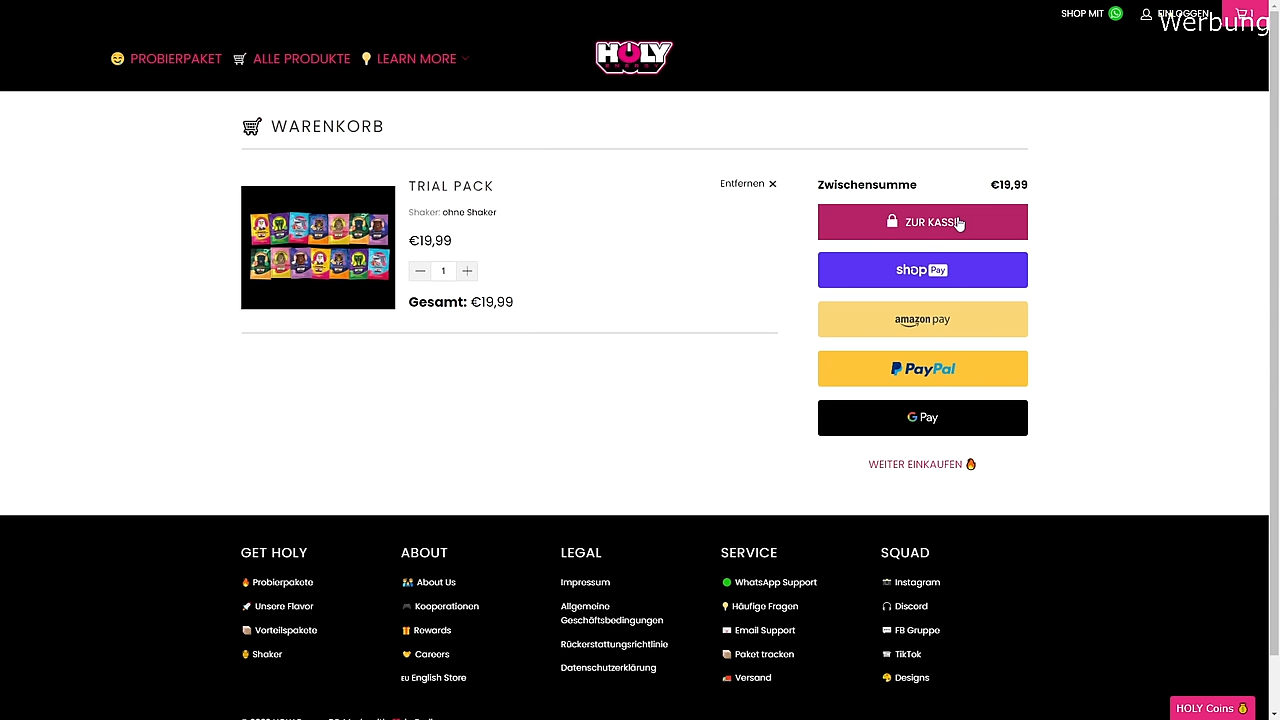 SHOP MIT
EINLOGGEN
1
Werbung
PROBIERPAKET
ALLE PRODUKTE
LEARN MORE
HOLY
ENERGY
WARENKORB
TRIAL PACK
Entfernen ×
Zwischensumme €19,99
Shaker: ohne Shaker
ZUR KASSE
€19,99
— 1 +
Gesamt: €19,99
shop Pay
amazon pay
PayPal
G Pay
WEITER EINKAUFEN
GET HOLY
Probierpakete
Unsere Flavor
Vorteilspakete
Shaker
ABOUT
About Us
Kooperationen
Rewards
Careers
EU English Store
LEGAL
Impressum
Allgemeine
Geschäftsbedingungen
Rückerstattungsrichtlinie
Datenschutzerklärung
SERVICE
WhatsApp Support
Häufige Fragen
Email Support
Paket tracken
Versand
SQUAD
Instagram
Discord
FB Gruppe
TikTok
Designs
HOLY Coins